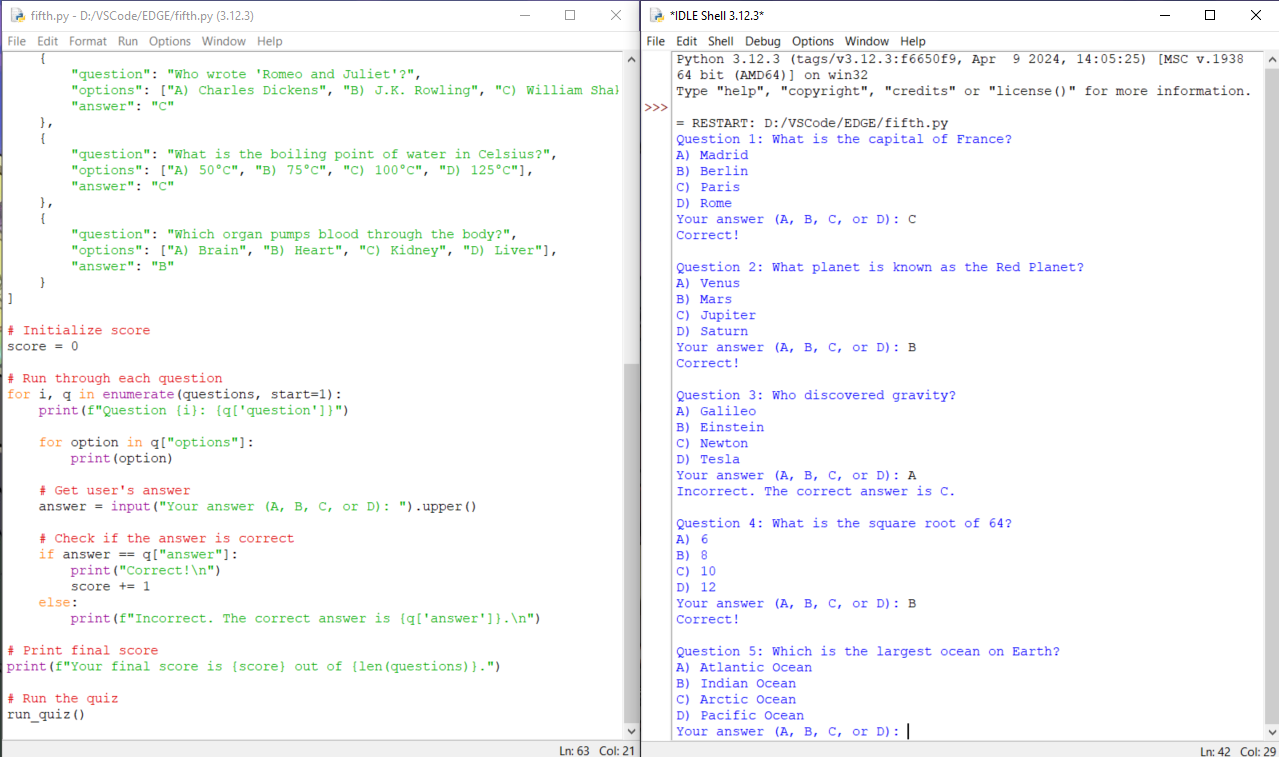 fifth.py - D:/VSCode/EDGE/fifth.py (3.12.3)
File Edit Format Run Options Window Help
    {
        "question": "Who wrote 'Romeo and Juliet'?",
        "options": ["A) Charles Dickens", "B) J.K. Rowling", "C) William Shak
        "answer": "C"
    },
    {
        "question": "What is the boiling point of water in Celsius?",
        "options": ["A) 50°C", "B) 75°C", "C) 100°C", "D) 125°C"],
        "answer": "C"
    },
    {
        "question": "Which organ pumps blood through the body?",
        "options": ["A) Brain", "B) Heart", "C) Kidney", "D) Liver"],
        "answer": "B"
    }
]
# Initialize score
score = 0
# Run through each question
for i, q in enumerate(questions, start=1):
    print(f"Question {i}: {q['question']}")
    for option in q["options"]:
        print(option)
    # Get user's answer
    answer = input("Your answer (A, B, C, or D): ").upper()
    # Check if the answer is correct
    if answer == q["answer"]:
        print("Correct!\n")
        score += 1
    else:
        print(f"Incorrect. The correct answer is {q['answer']}.\n")
# Print final score
print(f"Your final score is {score} out of {len(questions)}.")
# Run the quiz
run_quiz()
Ln: 63 Col: 21
*IDLE Shell 3.12.3*
File Edit Shell Debug Options Window Help
Python 3.12.3 (tags/v3.12.3:f6650f9, Apr  9 2024, 14:05:25) [MSC v.1938
64 bit (AMD64)] on win32
Type "help", "copyright", "credits" or "license()" for more information.
>>>
= RESTART: D:/VSCode/EDGE/fifth.py
Question 1: What is the capital of France?
A) Madrid
B) Berlin
C) Paris
D) Rome
Your answer (A, B, C, or D): C
Correct!
Question 2: What planet is known as the Red Planet?
A) Venus
B) Mars
C) Jupiter
D) Saturn
Your answer (A, B, C, or D): B
Correct!
Question 3: Who discovered gravity?
A) Galileo
B) Einstein
C) Newton
D) Tesla
Your answer (A, B, C, or D): A
Incorrect. The correct answer is C.
Question 4: What is the square root of 64?
A) 6
B) 8
C) 10
D) 12
Your answer (A, B, C, or D): B
Correct!
Question 5: Which is the largest ocean on Earth?
A) Atlantic Ocean
B) Indian Ocean
C) Arctic Ocean
D) Pacific Ocean
Your answer (A, B, C, or D):
Ln: 42 Col: 29